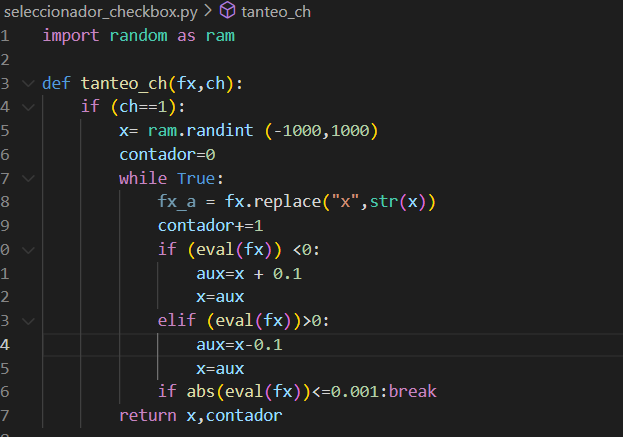 seleccionador_checkbox.py > tanteo_ch
1 import random as ram
2
3 def tanteo_ch(fx,ch):
4     if (ch==1):
5         x= ram.randint (-1000,1000)
6         contador=0
7         while True:
8             fx_a = fx.replace("x",str(x))
9             contador+=1
0             if (eval(fx)) <0:
1                 aux=x + 0.1
2                 x=aux
3             elif (eval(fx))>0:
4                 aux=x-0.1
5                 x=aux
6             if abs(eval(fx))<=0.001:break
7         return x,contador